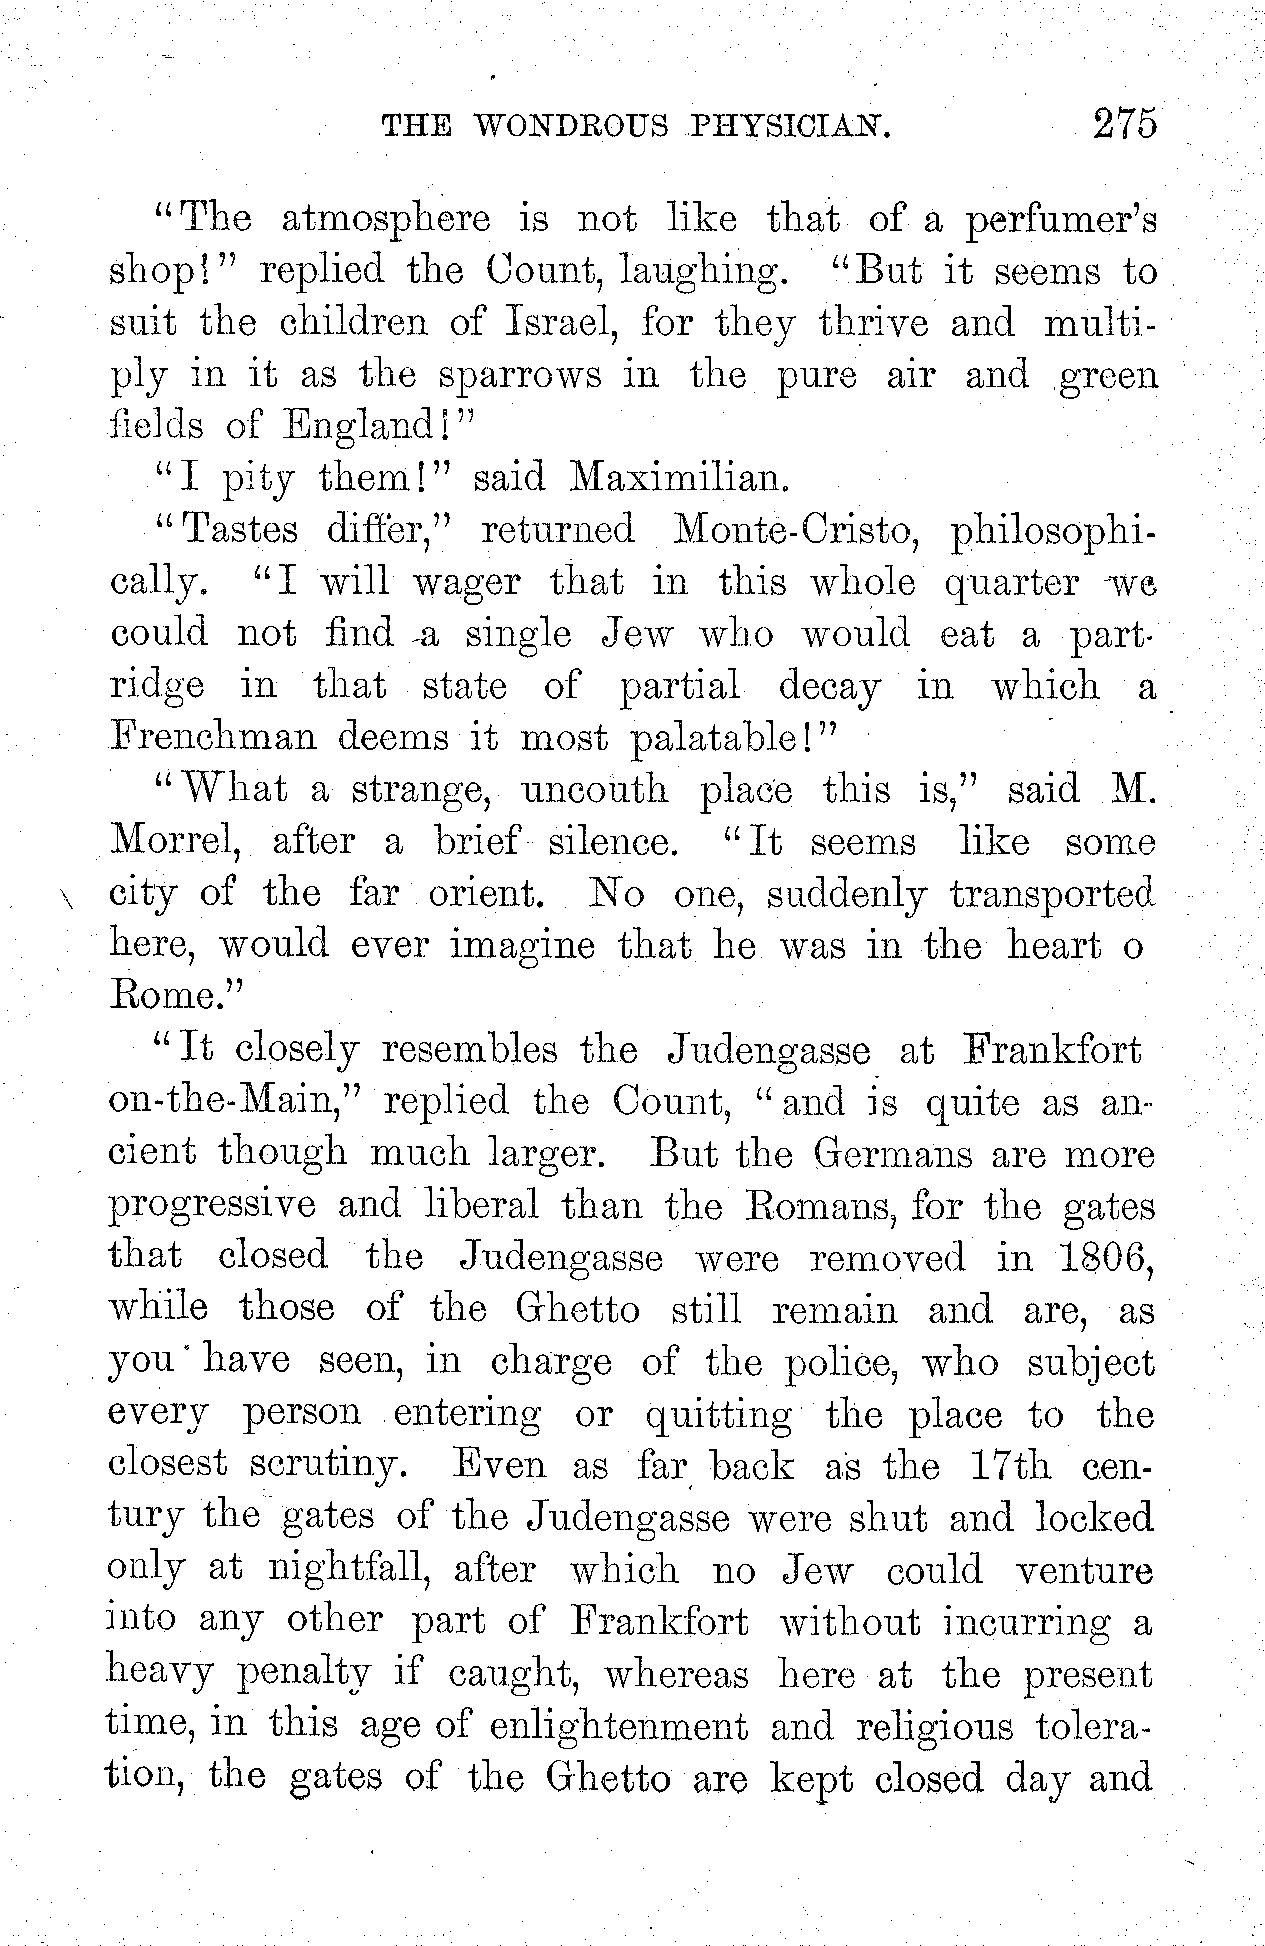 THE WONDROUS PHYSICIAN. 275
"The atmosphere is not like that of a perfumer's
shop!" replied the Count, laughing. "But it seems to
suit the children of Israel, for they thrive and multi-
ply in it as the sparrows in the pure air and green
fields of England!"
"I pity them!" said Maximilian.
"Tastes differ," returned Monte-Cristo, philosophi-
cally. "I will wager that in this whole quarter we
could not find a single Jew who would eat a part-
ridge in that state of partial decay in which a
Frenchman deems it most palatable!"
"What a strange, uncouth place this is," said M.
Morrel, after a brief silence. "It seems like some
city of the far orient. No one, suddenly transported
here, would ever imagine that he was in the heart o
Rome."
"It closely resembles the Judengasse at Frankfort
on-the-Main," replied the Count, "and is quite as an-
cient though much larger. But the Germans are more
progressive and liberal than the Romans, for the gates
that closed the Judengasse were removed in 1806,
while those of the Ghetto still remain and are, as
you have seen, in charge of the police, who subject
every person entering or quitting the place to the
closest scrutiny. Even as far back as the 17th cen-
tury the gates of the Judengasse were shut and locked
only at nightfall, after which no Jew could venture
into any other part of Frankfort without incurring a
heavy penalty if caught, whereas here at the present
time, in this age of enlightenment and religious tolera-
tion, the gates of the Ghetto are kept closed day and